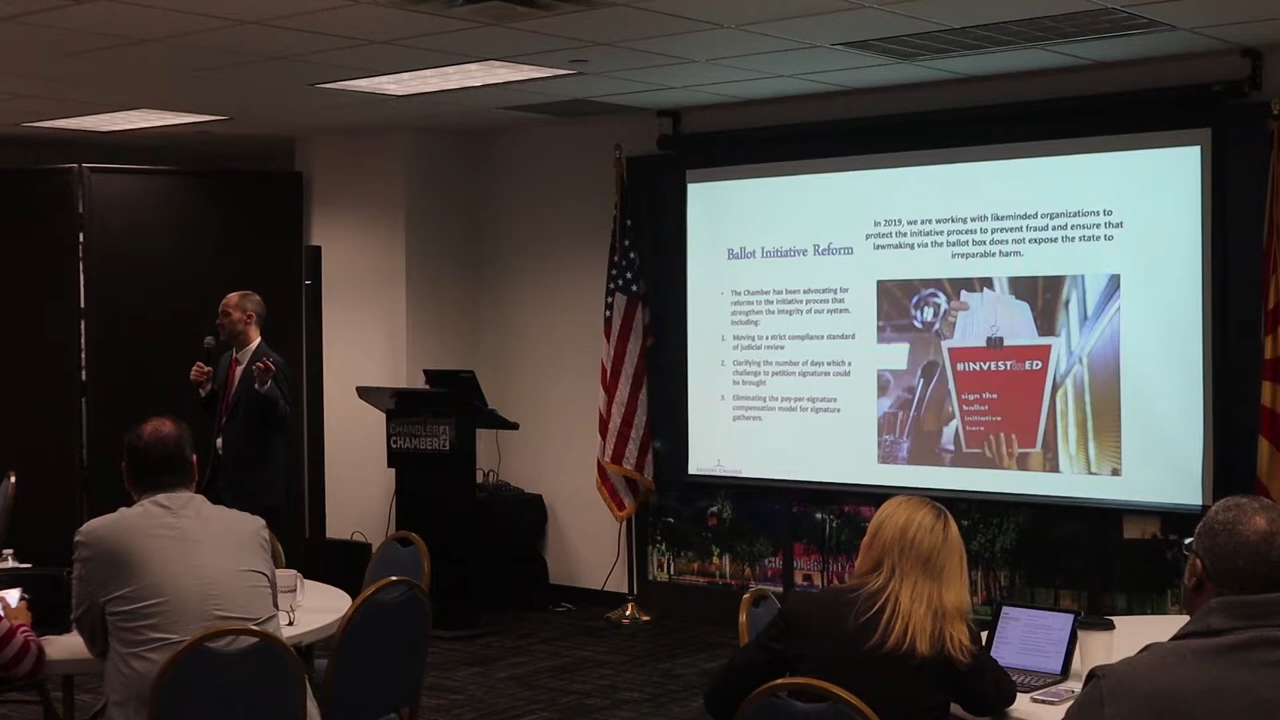 In 2019, we are working with likeminded organizations to
protect the initiative process to prevent fraud and ensure that
lawmaking via the ballot box does not expose the state to
irreparable harm.
Ballot Initiative Reform
• The Chamber has been advocating for
reforms to the initiative process that
strengthen the integrity of our system.
Including:
1. Moving to a strict compliance standard
of judicial review
2. Clarifying the number of days which a
challenge to petition signatures could
be brought
3. Eliminating the pay-per-signature
compensation model for signature
gatherers.
#INVESTinED
sign the
ballot
initiative
here
ARIZONA CHAMBER
CHANDLER
CHAMBER